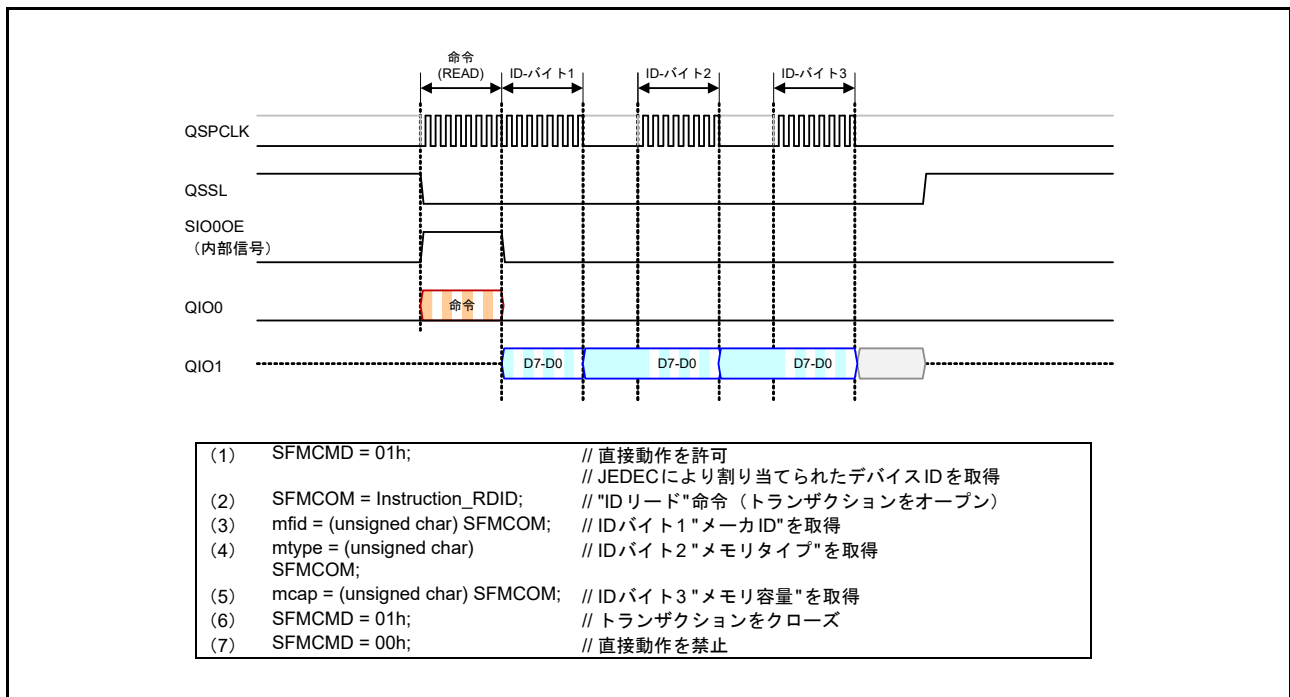 命令
(READ) ID-バイト1 ID-バイト2 ID-バイト3
QSPCLK
QSSL
SIO0OE
(内部信号)
QIO0 命令
QIO1 D7-D0 D7-D0 D7-D0
(1) SFMCMD = 01h; // 直接動作を許可
// JEDECにより割り当てられたデバイスIDを取得
(2) SFMCOM = Instruction_RDID; // "IDリード"命令（トランザクションをオープン）
(3) mfid = (unsigned char) SFMCOM; // IDバイト1 "メーカID"を取得
(4) mtype = (unsigned char) // IDバイト2 "メモリタイプ"を取得
SFMCOM;
(5) mcap = (unsigned char) SFMCOM; // IDバイト3 "メモリ容量"を取得
(6) SFMCMD = 01h; // トランザクションをクローズ
(7) SFMCMD = 00h; // 直接動作を禁止